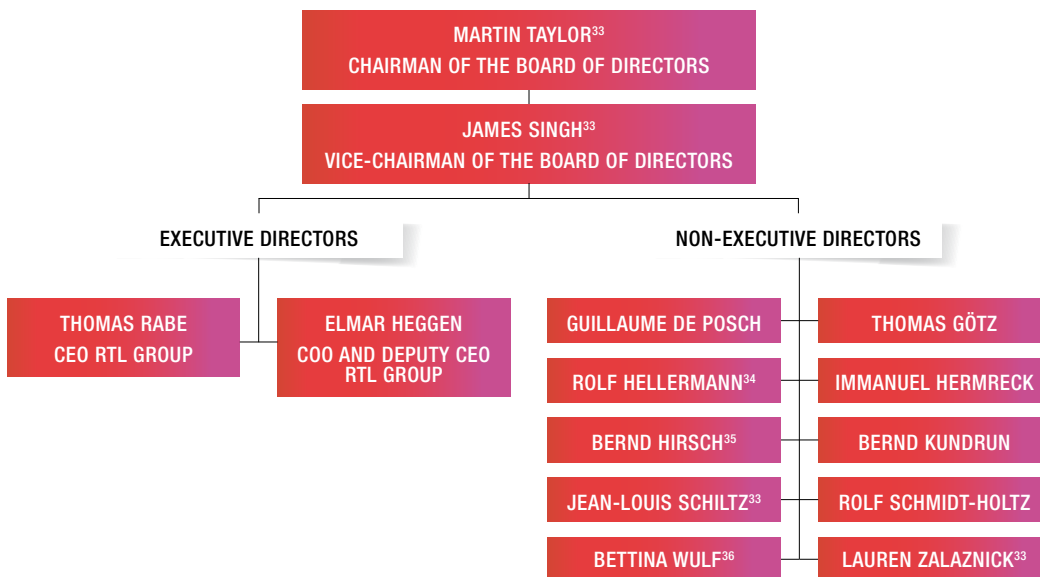 MARTIN TAYLOR³³
CHAIRMAN OF THE BOARD OF DIRECTORS
JAMES SINGH³³
VICE-CHAIRMAN OF THE BOARD OF DIRECTORS
EXECUTIVE DIRECTORS
THOMAS RABE
CEO RTL GROUP
ELMAR HEGGEN
COO AND DEPUTY CEO
RTL GROUP
NON-EXECUTIVE DIRECTORS
GUILLAUME DE POSCH
THOMAS GÖTZ
ROLF HELLERMANN³⁴
IMMANUEL HERMRECK
BERND HIRSCH³⁵
BERND KUNDRUN
JEAN-LOUIS SCHILTZ³³
ROLF SCHMIDT-HOLTZ
BETTINA WULF³⁶
LAUREN ZALAZNICK³³